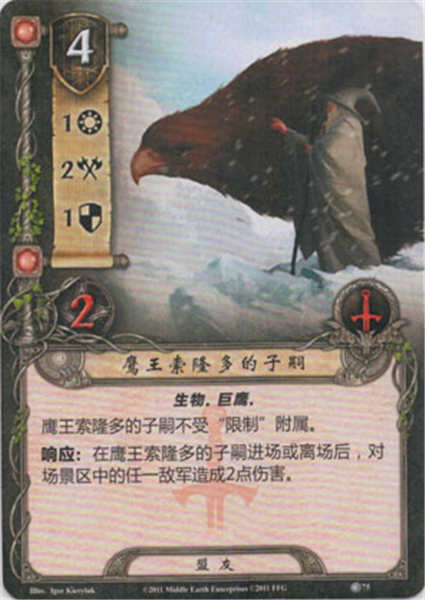 4
1
2
1
2
鹰王索隆多的子嗣
生物. 巨鹰.
鹰王索隆多的子嗣不受“限制”附属。
响应: 在鹰王索隆多的子嗣进场或离场后，对
场景区中的任一敌军造成2点伤害。
盟友
Illus. Igor Kieryluk
©2011 Middle Earth Enterprises ©2011 FFG
75